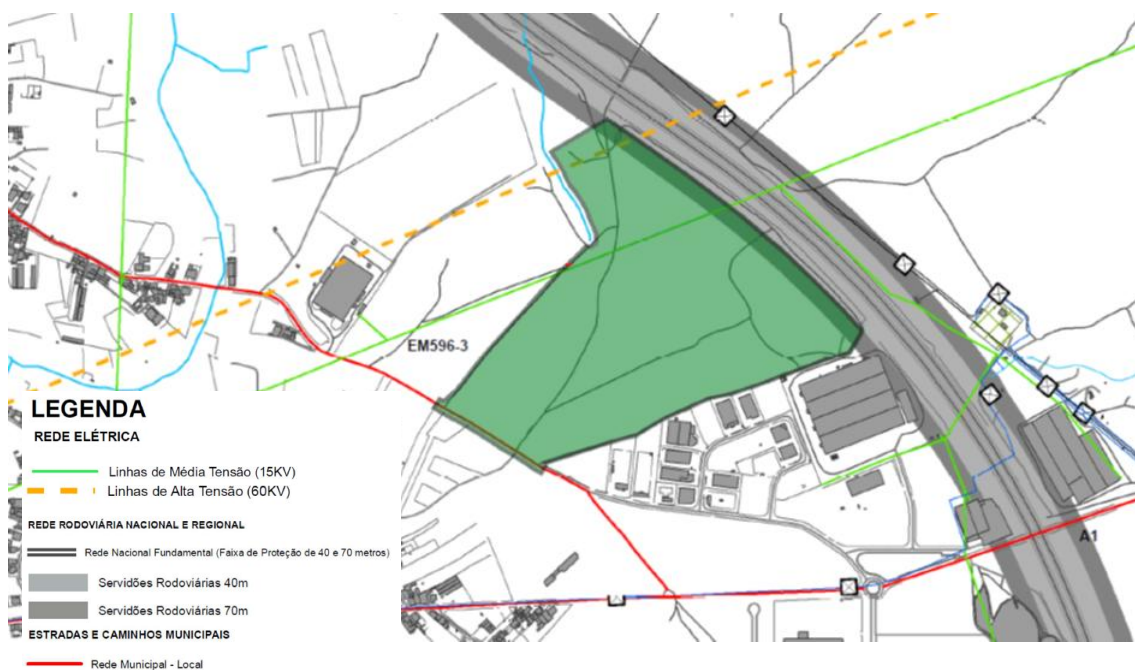 EM596-3
A1
LEGENDA
REDE ELÉTRICA
Linhas de Média Tensão (15KV)
Linhas de Alta Tensão (60KV)
REDE RODOVIÁRIA NACIONAL E REGIONAL
Rede Nacional Fundamental (Faixa de Proteção de 40 e 70 metros)
Servidões Rodoviárias 40m
Servidões Rodoviárias 70m
ESTRADAS E CAMINHOS MUNICIPAIS
Rede Municipal - Local